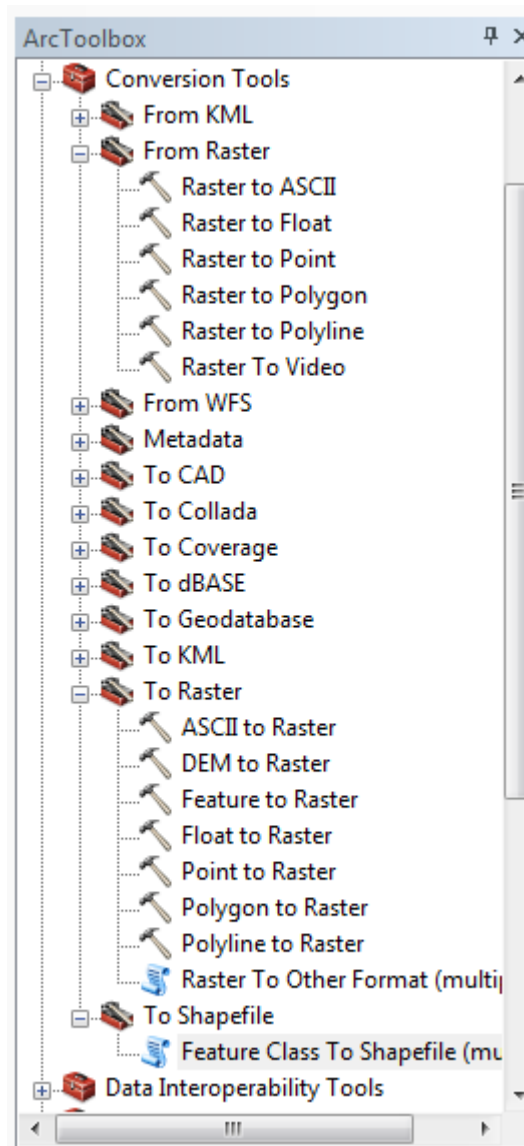 ArcToolbox
Conversion Tools
From KML
From Raster
Raster to ASCII
Raster to Float
Raster to Point
Raster to Polygon
Raster to Polyline
Raster To Video
From WFS
Metadata
To CAD
To Collada
To Coverage
To dBASE
To Geodatabase
To KML
To Raster
ASCII to Raster
DEM to Raster
Feature to Raster
Float to Raster
Point to Raster
Polygon to Raster
Polyline to Raster
Raster To Other Format (multip
To Shapefile
Feature Class To Shapefile (mu
Data Interoperability Tools